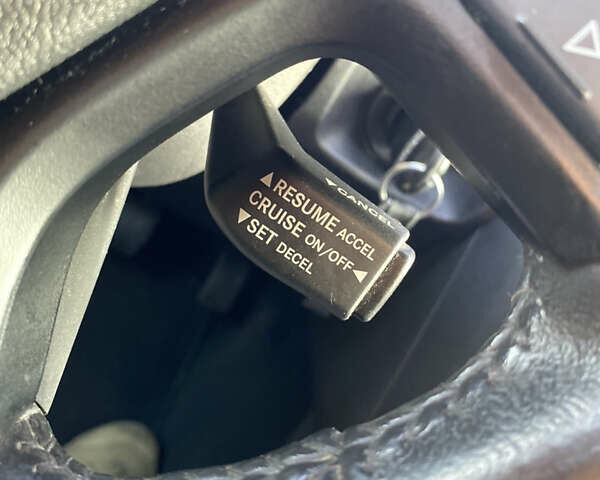 ▼CANCEL
▲RESUME ACCEL
CRUISE ON/OFF◀
▼SET DECEL